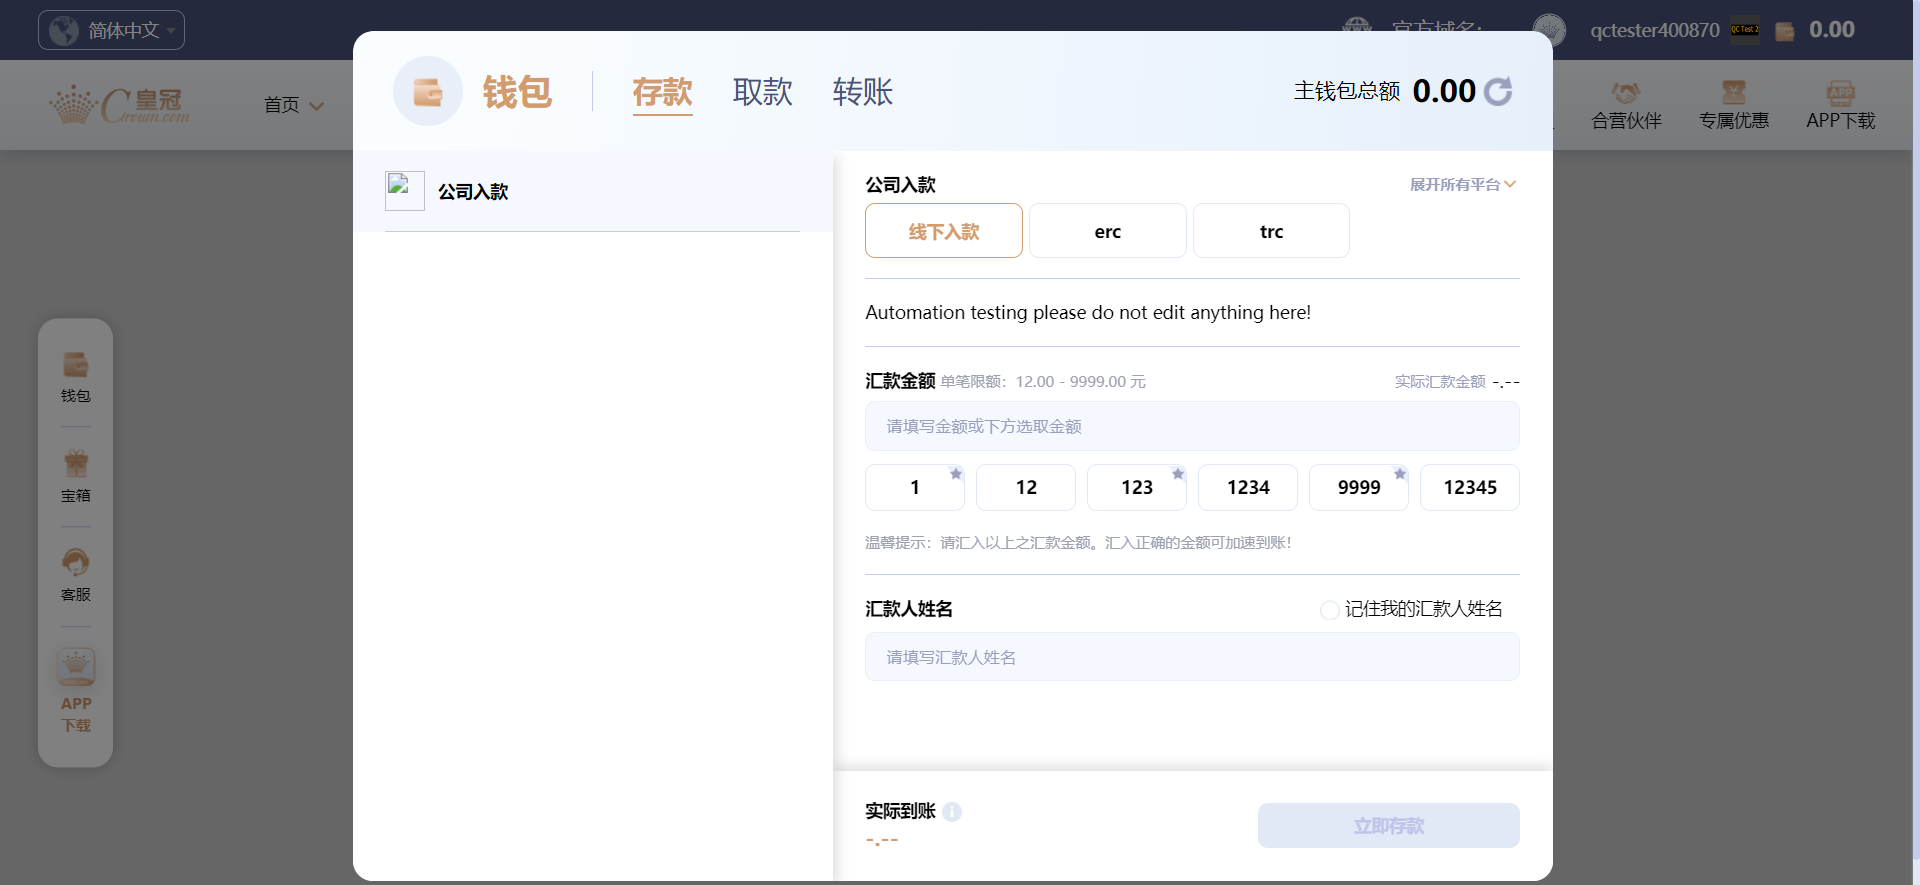 简体中文
官方域名:
qctester400870
QC Test 2
0.00
皇冠
Crown.com
首页
合营伙伴
专属优惠
APP
APP下载
钱包
存款
取款
转账
主钱包总额 0.00
公司入款
公司入款
展开所有平台
线下入款
erc
trc
Automation testing please do not edit anything here!
汇款金额 单笔限额：12.00 - 9999.00 元
实际汇款金额 -.--
请填写金额或下方选取金额
1
12
123
1234
9999
12345
温馨提示：请汇入以上之汇款金额。汇入正确的金额可加速到账！
汇款人姓名
记住我的汇款人姓名
请填写汇款人姓名
实际到账
-.--
立即存款
钱包
宝箱
客服
APP
下载